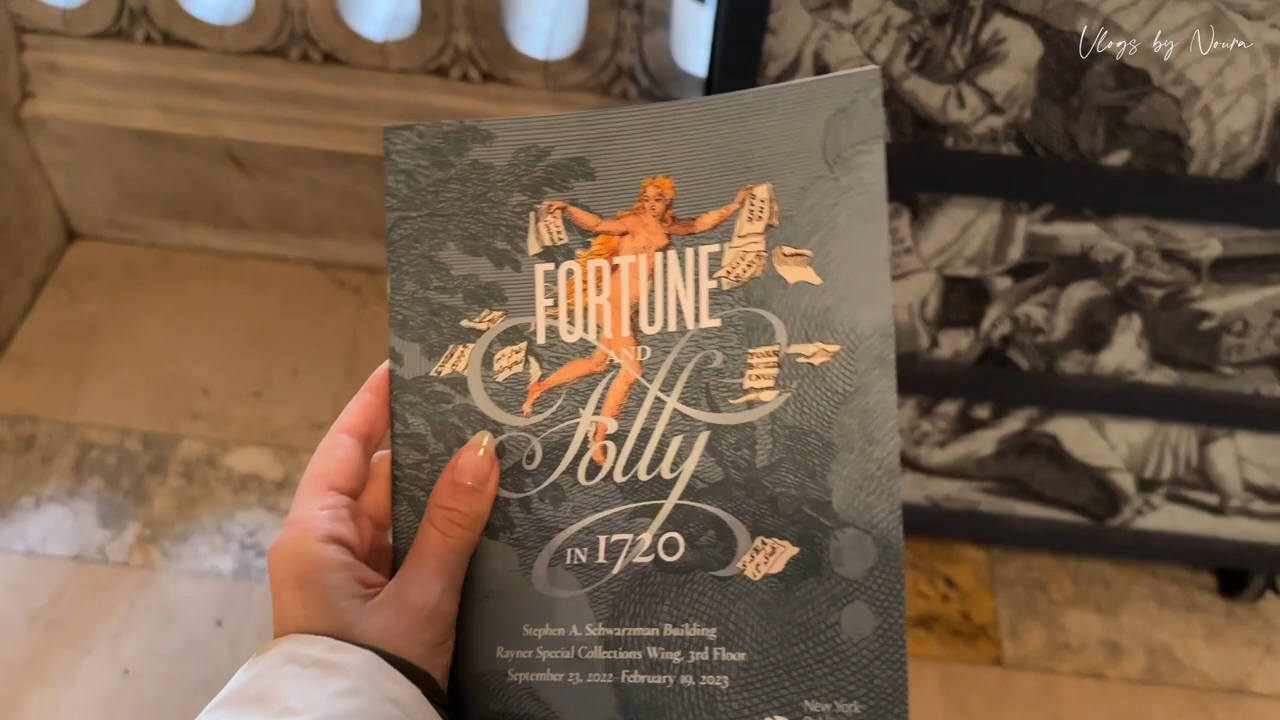 Vlogs by Noura
FORTUNE
AND
Folly
IN 1720
Stephen A. Schwarzman Building
Rayner Special Collections Wing, 3rd Floor
September 23, 2022–February 19, 2023
New York